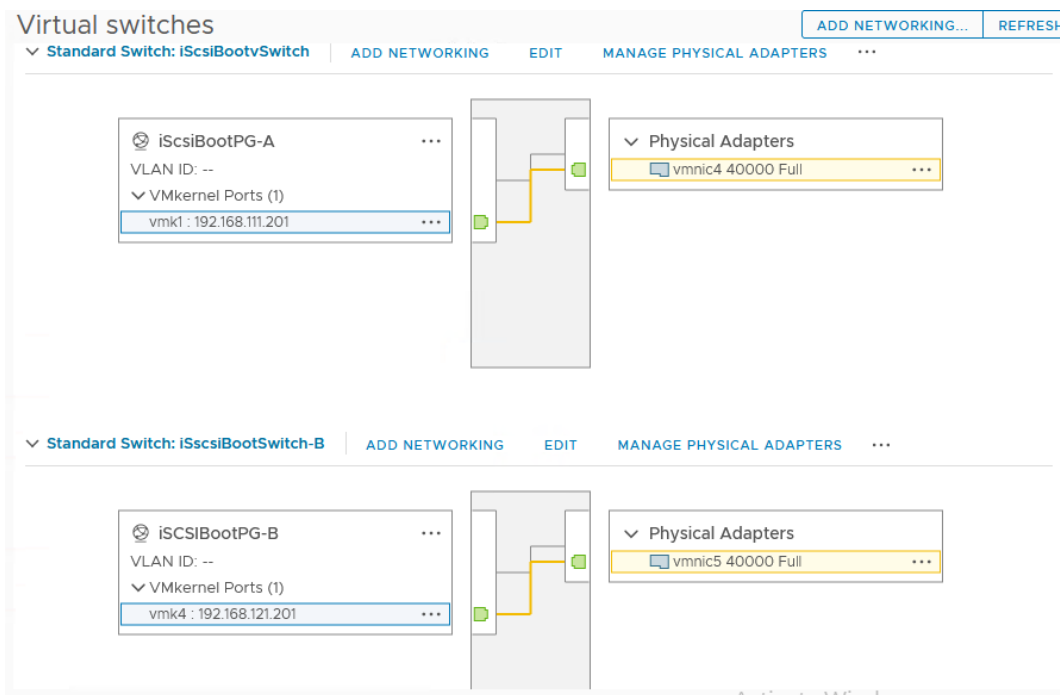 Virtual switches
ADD NETWORKING... REFRESH
Standard Switch: iScsiBootvSwitch ADD NETWORKING EDIT MANAGE PHYSICAL ADAPTERS ...
iScsiBootPG-A ...
VLAN ID: --
VMkernel Ports (1)
vmk1 : 192.168.111.201 ...
Physical Adapters
vmnic4 40000 Full ...
Standard Switch: iSscsiBootSwitch-B ADD NETWORKING EDIT MANAGE PHYSICAL ADAPTERS ...
iSCSIBootPG-B ...
VLAN ID: --
VMkernel Ports (1)
vmk4 : 192.168.121.201 ...
Physical Adapters
vmnic5 40000 Full ...